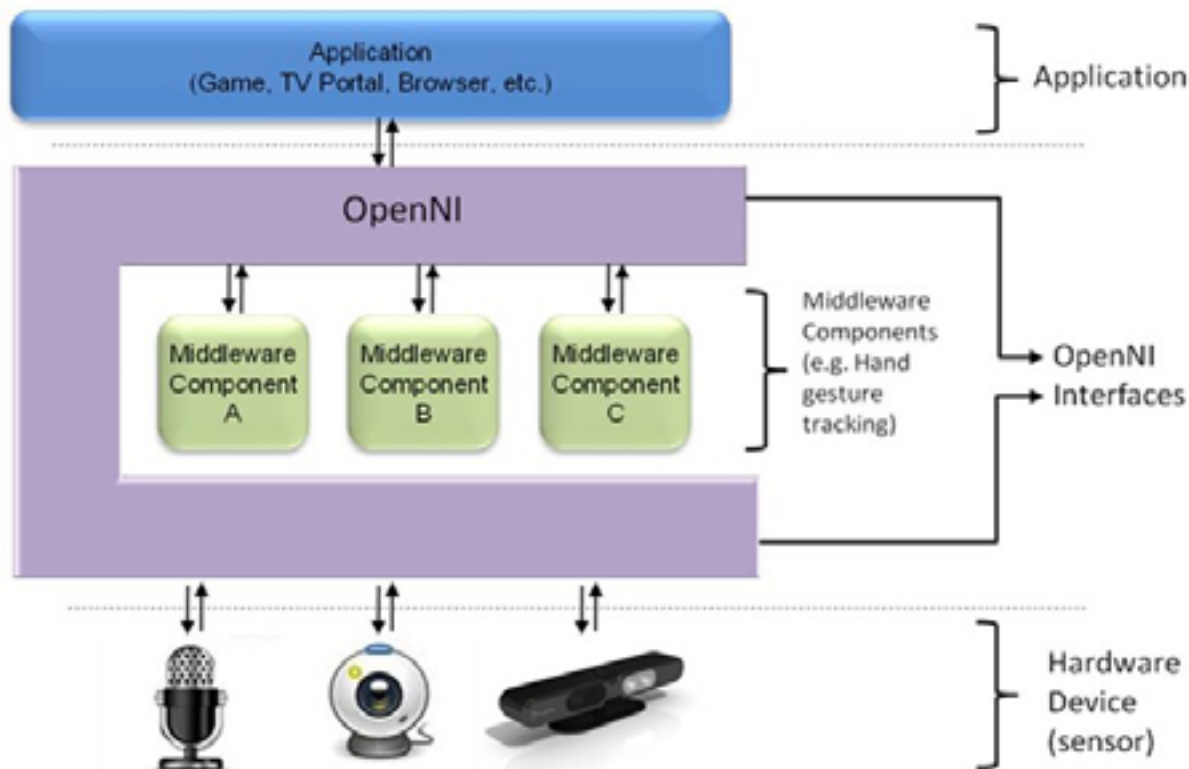 Application
(Game, TV Portal, Browser, etc.)
Application
OpenNI
Middleware
Component
A
Middleware
Component
B
Middleware
Component
C
Middleware
Components
(e.g. Hand
gesture
tracking)
OpenNI
Interfaces
Hardware
Device
(sensor)